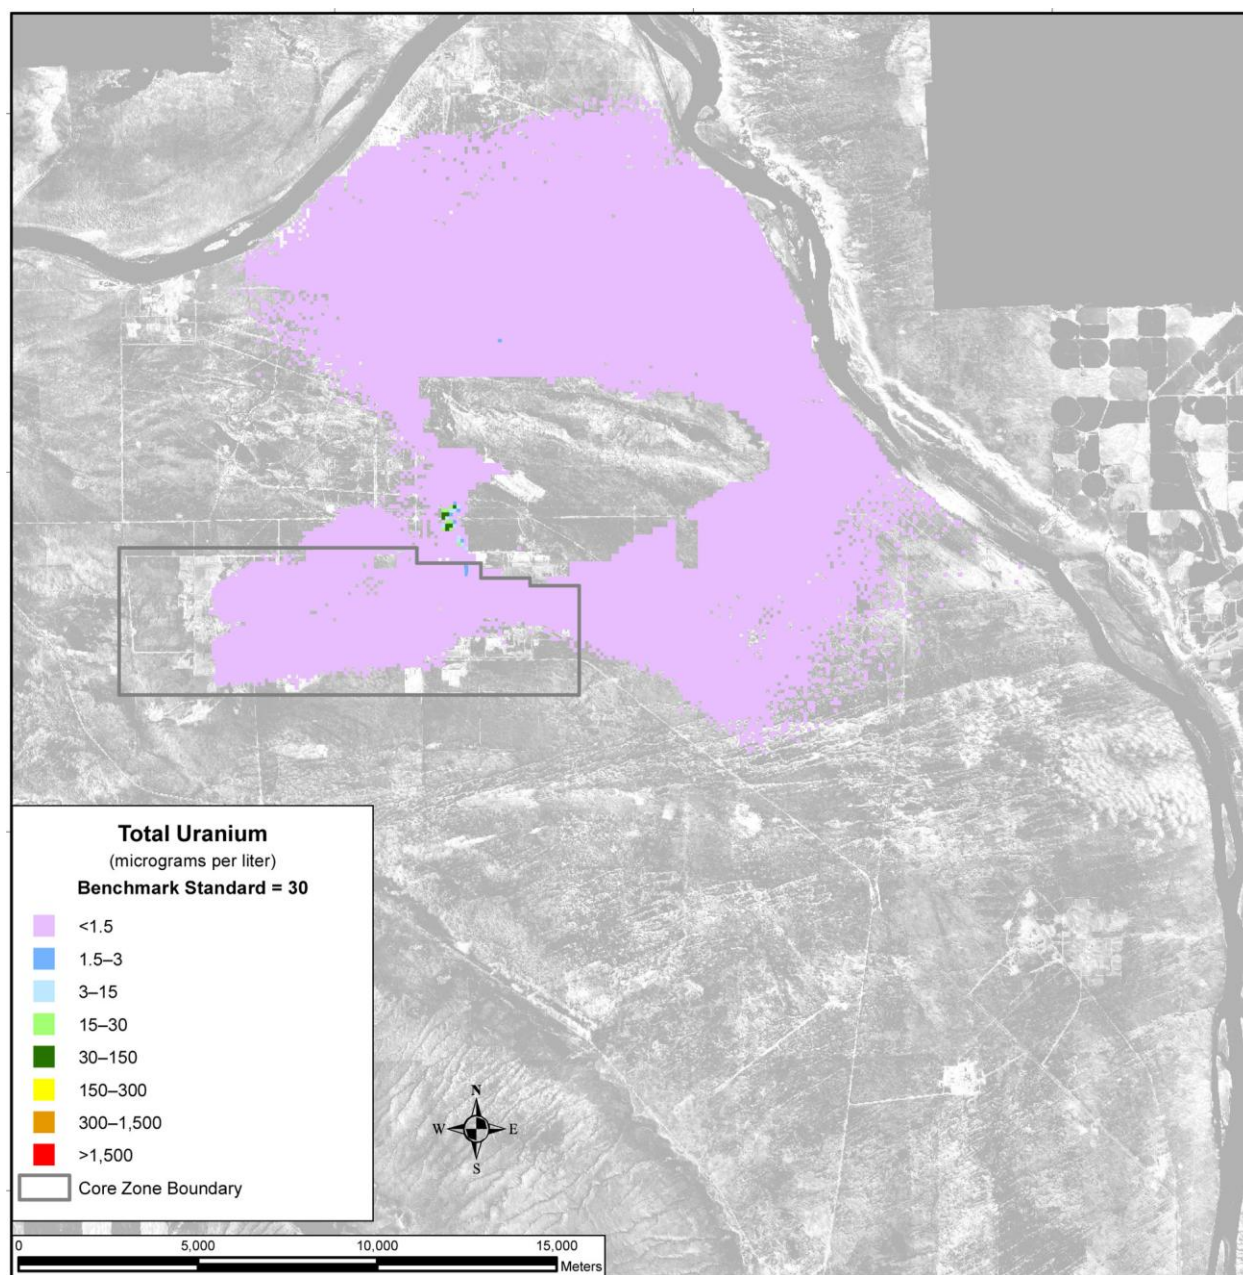 Total Uranium
(micrograms per liter)
Benchmark Standard = 30
<1.5
1.5–3
3–15
15–30
30–150
150–300
300–1,500
>1,500
Core Zone Boundary
N
W E
S
0 5,000 10,000 15,000
Meters